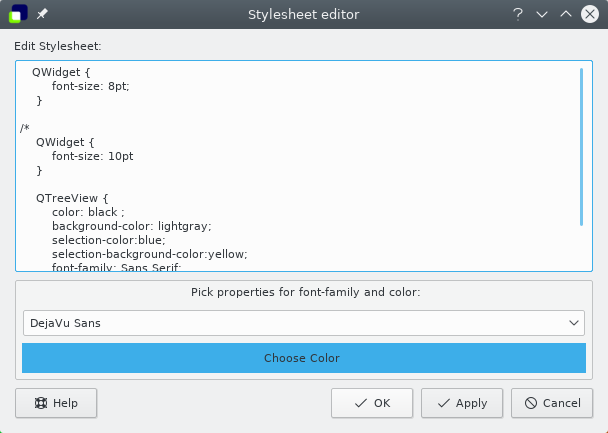 Stylesheet editor
Edit Stylesheet:
QWidget {
font-size: 8pt;
}
/*
QWidget {
font-size: 10pt
}
QTreeView {
color: black ;
background-color: lightgray;
selection-color:blue;
selection-background-color:yellow;
font-family: Sans Serif;
Pick properties for font-family and color:
DejaVu Sans
Choose Color
Help
OK
Apply
Cancel